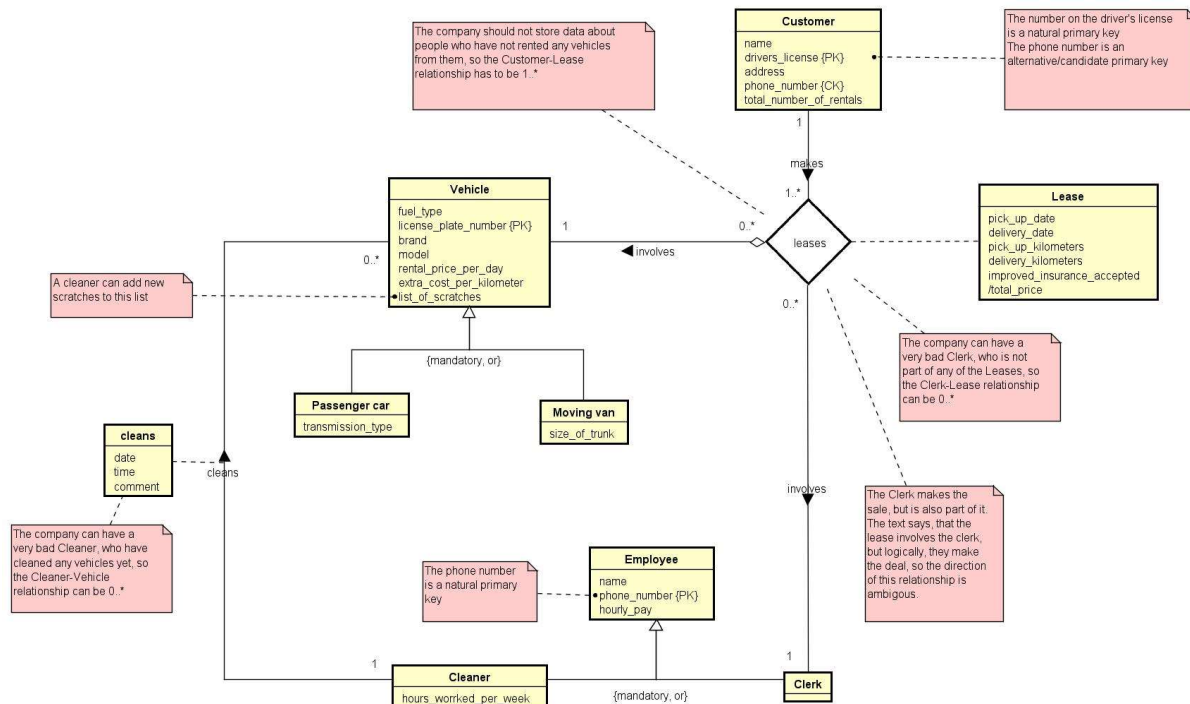 The company should not store data about
people who have not rented any vehicles
from them, so the Customer-Lease
relationship has to be 1..*
Customer
name
drivers_license {PK}
address
phone_number {CK}
total_number_of_rentals
The number on the driver's license
is a natural primary key
The phone number is an
alternative/candidate primary key
1
makes
1..*
Vehicle
fuel_type
license_plate_number {PK}
brand
model
rental_price_per_day
extra_cost_per_kilometer
list_of_scratches
1
involves
0..*
leases
0..*
Lease
pick_up_date
delivery_date
pick_up_kilometers
delivery_kilometers
improved_insurance_accepted
/total_price
0..*
A cleaner can add new
scratches to this list
{mandatory, or}
Passenger car
transmission_type
Moving van
size_of_trunk
The company can have a
very bad Clerk, who is not
part of any of the Leases, so
the Clerk-Lease relationship
can be 0..*
cleans
date
time
comment
cleans
involves
The Clerk makes the
sale, but is also part of it.
The text says, that the
lease involves the clerk,
but logically, they make
the deal, so the direction
of this relationship is
ambigous.
The company can have a
very bad Cleaner, who have
cleaned any vehicles yet, so
the Cleaner-Vehicle
relationship can be 0..*
The phone number
is a natural primary
key
Employee
name
phone_number {PK}
hourly_pay
1
Cleaner
hours_worrked_per_week
{mandatory, or}
1
Clerk